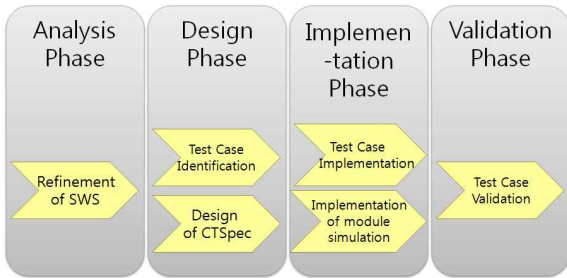 Analysis
Phase
Refinement
of SWS
Design
Phase
Test Case
Identification
Design
of CTSpec
Implemen
-tation
Phase
Test Case
Implementation
Implementation
of module
simulation
Validation
Phase
Test Case
Validation